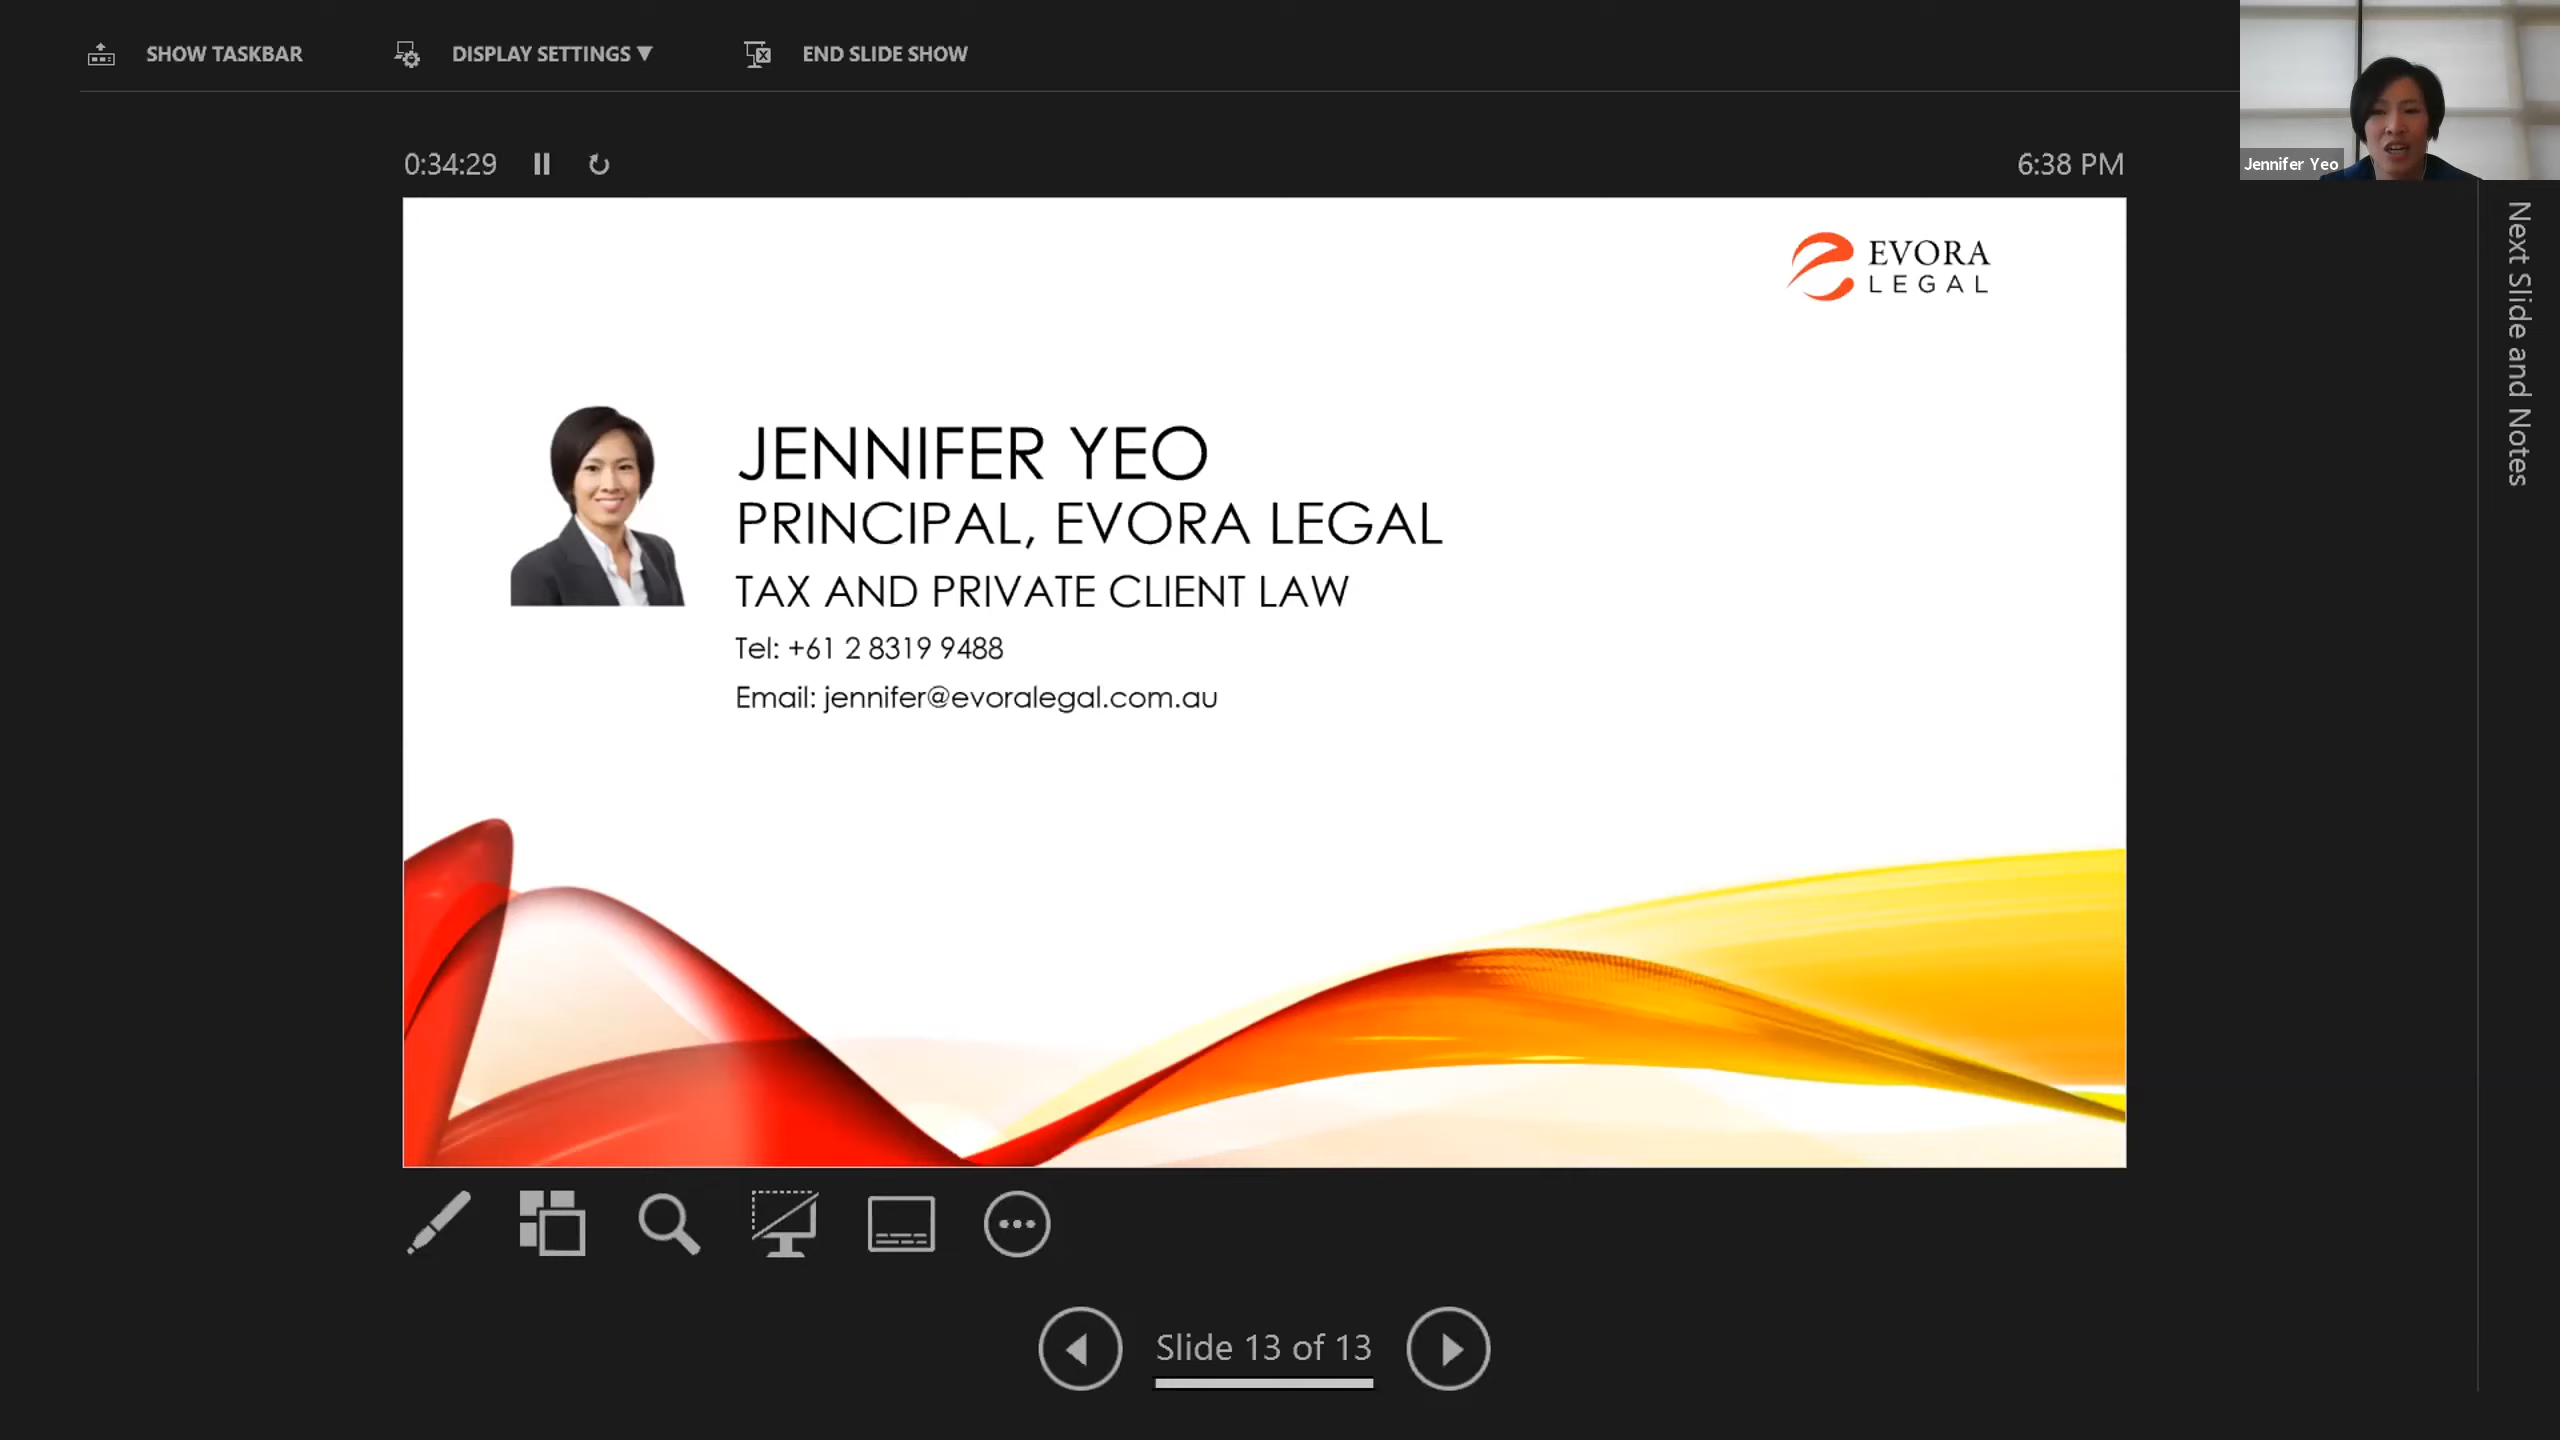 SHOW TASKBAR
DISPLAY SETTINGS ▼
END SLIDE SHOW
Jennifer Yeo
0:34:29
6:38 PM
Next Slide and Notes
EVORA
LEGAL
JENNIFER YEO
PRINCIPAL, EVORA LEGAL
TAX AND PRIVATE CLIENT LAW
Tel: +61 2 8319 9488
Email: jennifer@evoralegal.com.au
Slide 13 of 13